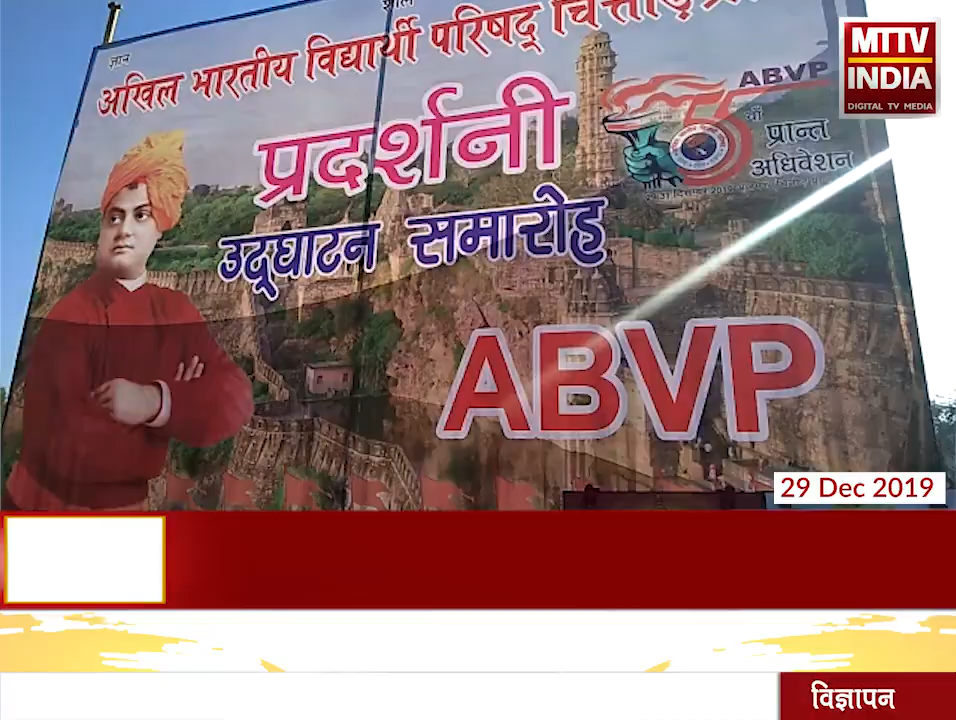 ज्ञान
शील
अखिल भारतीय विद्यार्थी परिषद्
प्रदर्शनी
उद्घाटन समारोह
ABVP
वाँ
प्रान्त
अधिवेशन
ABVP
MTTV
INDIA
DIGITAL TV MEDIA
29 Dec 2019
विज्ञापन